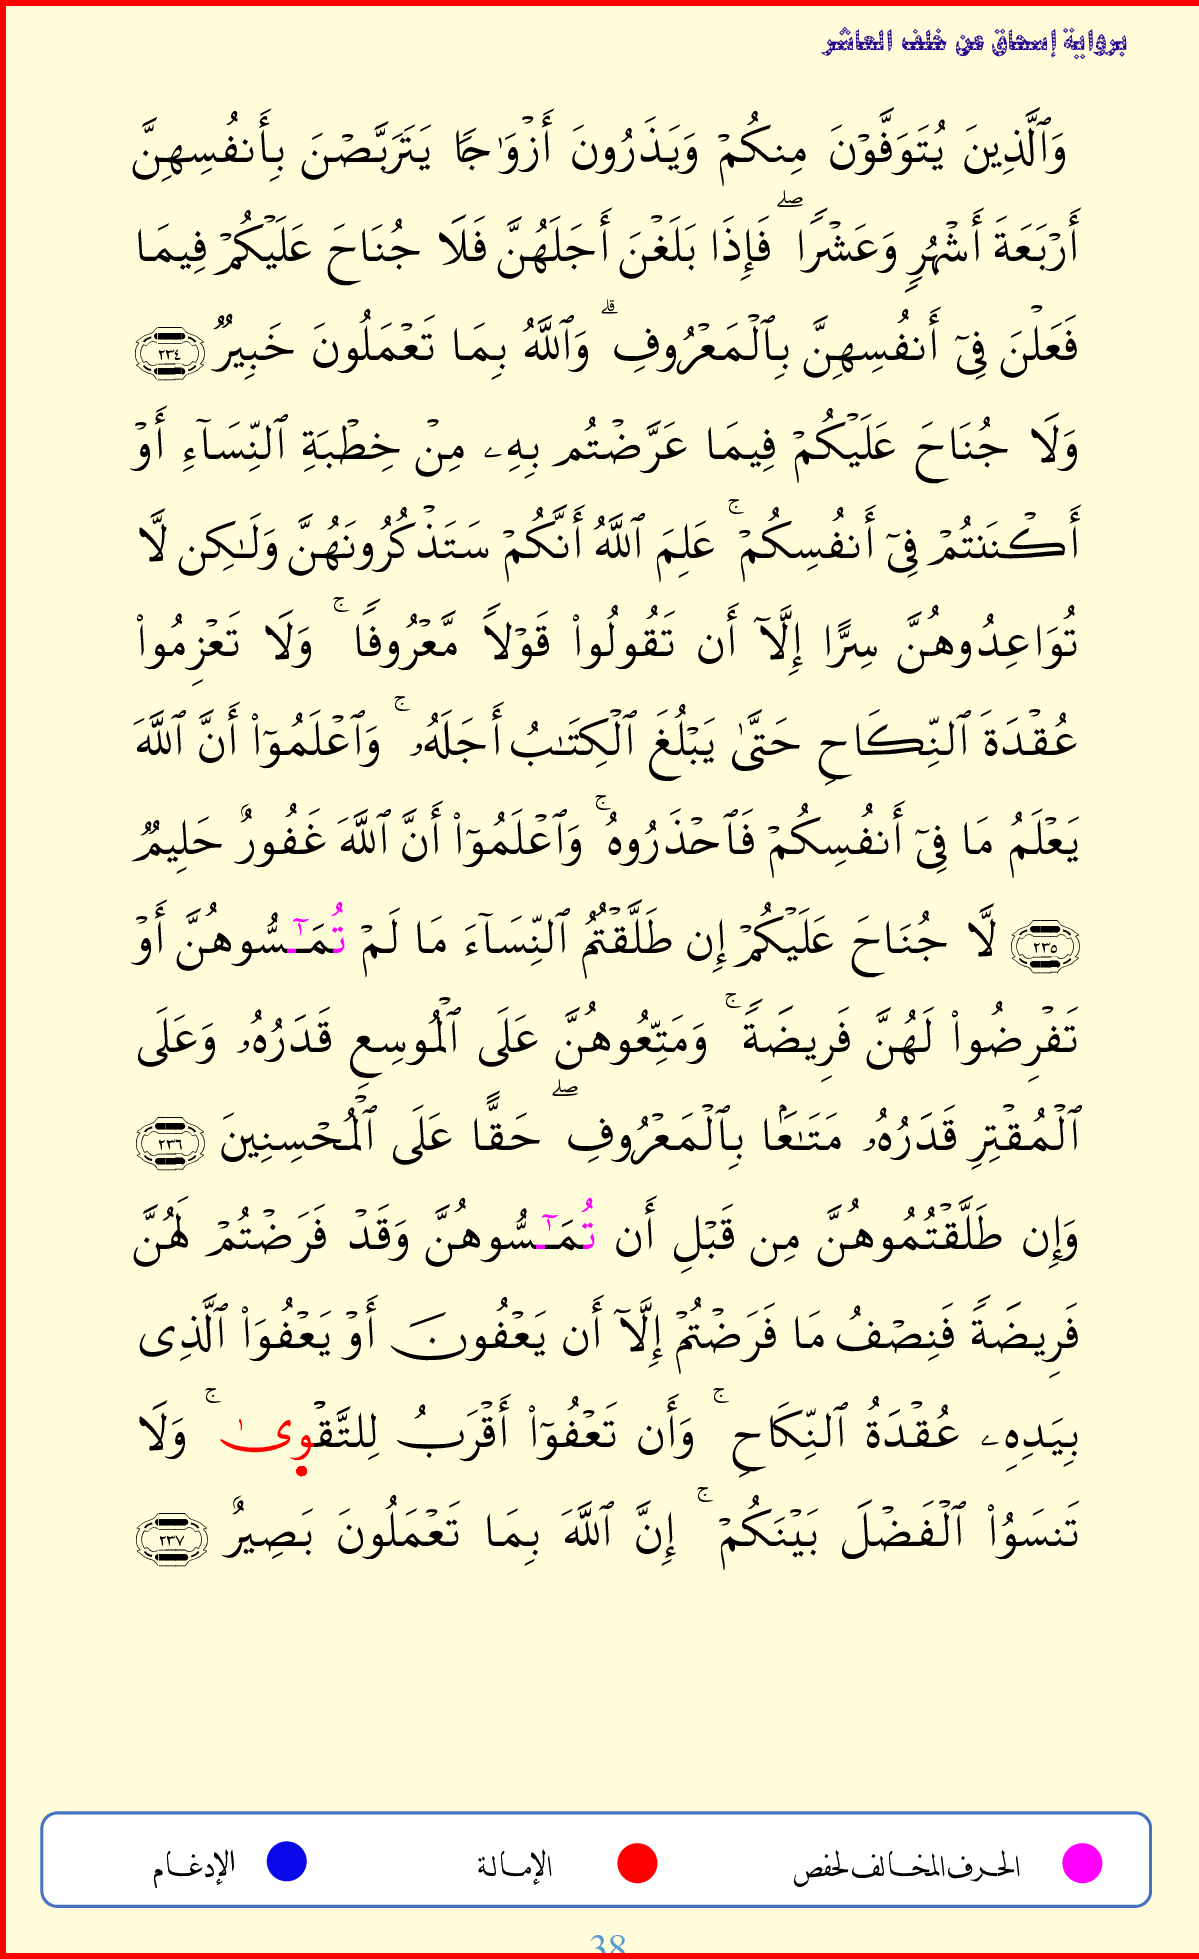 برواية إسحاق عن خلف العاشر
وَٱلَّذِينَ يُتَوَفَّوۡنَ مِنكُمۡ وَيَذَرُونَ أَزۡوَٰجٗا يَتَرَبَّصۡنَ بِأَنفُسِهِنَّ
أَرۡبَعَةَ أَشۡهُرٖ وَعَشۡرٗاۖ فَإِذَا بَلَغۡنَ أَجَلَهُنَّ فَلَا جُنَاحَ عَلَيۡكُمۡ فِيمَا
فَعَلۡنَ فِيٓ أَنفُسِهِنَّ بِٱلۡمَعۡرُوفِۗ وَٱللَّهُ بِمَا تَعۡمَلُونَ خَبِيرٞ ٢٣٤
وَلَا جُنَاحَ عَلَيۡكُمۡ فِيمَا عَرَّضۡتُم بِهِۦ مِنۡ خِطۡبَةِ ٱلنِّسَآءِ أَوۡ
أَكۡنَنتُمۡ فِيٓ أَنفُسِكُمۡۚ عَلِمَ ٱللَّهُ أَنَّكُمۡ سَتَذۡكُرُونَهُنَّ وَلَٰكِن لَّا
تُوَاعِدُوهُنَّ سِرًّا إِلَّآ أَن تَقُولُواْ قَوۡلٗا مَّعۡرُوفٗاۚ وَلَا تَعۡزِمُواْ
عُقۡدَةَ ٱلنِّكَاحِ حَتَّىٰ يَبۡلُغَ ٱلۡكِتَٰبُ أَجَلَهُۥۚ وَٱعۡلَمُوٓاْ أَنَّ ٱللَّهَ
يَعۡلَمُ مَا فِيٓ أَنفُسِكُمۡ فَٱحۡذَرُوهُۚ وَٱعۡلَمُوٓاْ أَنَّ ٱللَّهَ غَفُورٌ حَلِيمٞ
٢٣٥ لَّا جُنَاحَ عَلَيۡكُمۡ إِن طَلَّقۡتُمُ ٱلنِّسَآءَ مَا لَمۡ تُمَٰٓسُّوهُنَّ أَوۡ
تَفۡرِضُواْ لَهُنَّ فَرِيضَةٗۚ وَمَتِّعُوهُنَّ عَلَى ٱلۡمُوسِعِ قَدَرُهُۥ وَعَلَى
ٱلۡمُقۡتِرِ قَدَرُهُۥ مَتَٰعَۢا بِٱلۡمَعۡرُوفِۖ حَقًّا عَلَى ٱلۡمُحۡسِنِينَ ٢٣٦
وَإِن طَلَّقۡتُمُوهُنَّ مِن قَبۡلِ أَن تُمَٰٓسُّوهُنَّ وَقَدۡ فَرَضۡتُمۡ لَهُنَّ
فَرِيضَةٗ فَنِصۡفُ مَا فَرَضۡتُمۡ إِلَّآ أَن يَعۡفُونَ أَوۡ يَعۡفُوَاْ ٱلَّذِي
بِيَدِهِۦ عُقۡدَةُ ٱلنِّكَاحِۚ وَأَن تَعۡفُوٓاْ أَقۡرَبُ لِلتَّقۡوىٰۚ وَلَا
تَنسَوُاْ ٱلۡفَضۡلَ بَيۡنَكُمۡۚ إِنَّ ٱللَّهَ بِمَا تَعۡمَلُونَ بَصِيرٌ ٢٣٧
الحرف المخالف لحفص الإمالة الإدغام
38